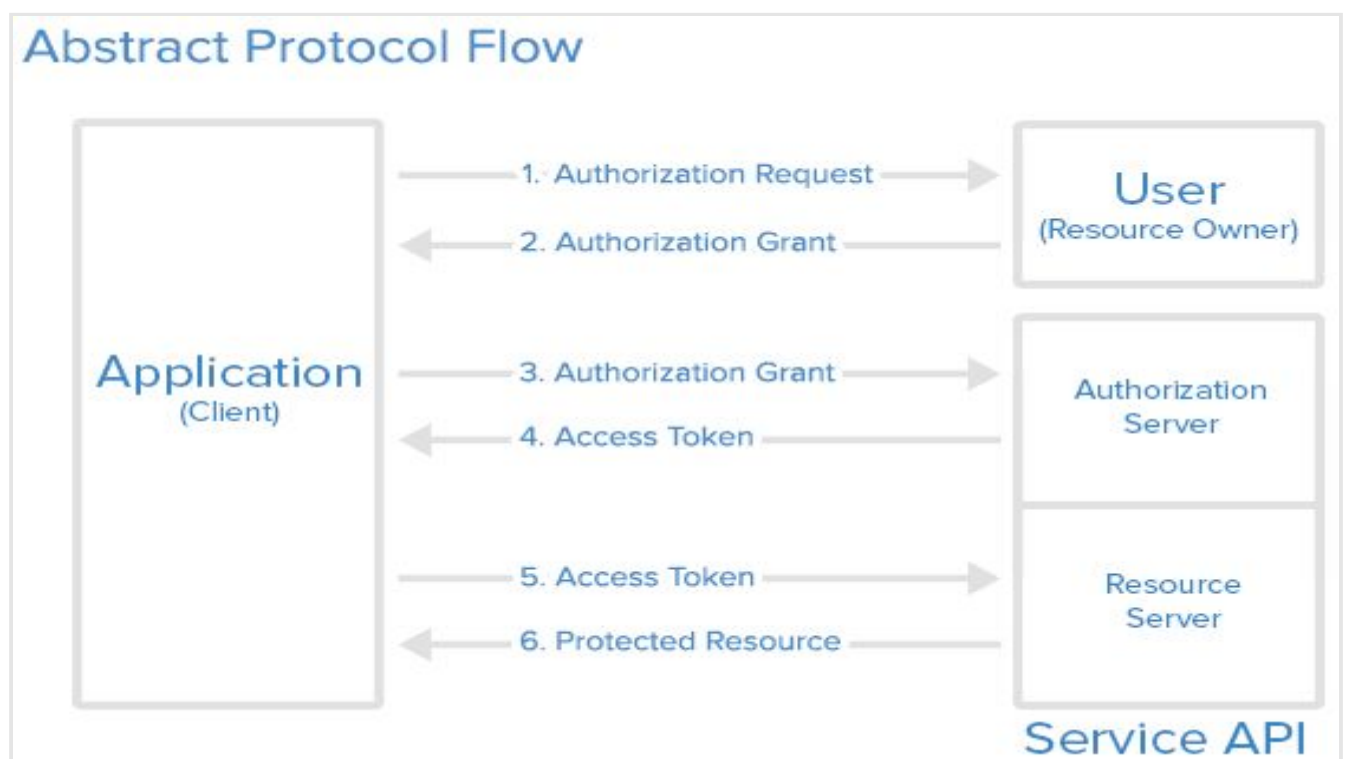 Abstract Protocol Flow
1. Authorization Request
User
(Resource Owner)
2. Authorization Grant
Application
(Client)
3. Authorization Grant
Authorization
Server
4. Access Token
5. Access Token
Resource
Server
6. Protected Resource
Service API